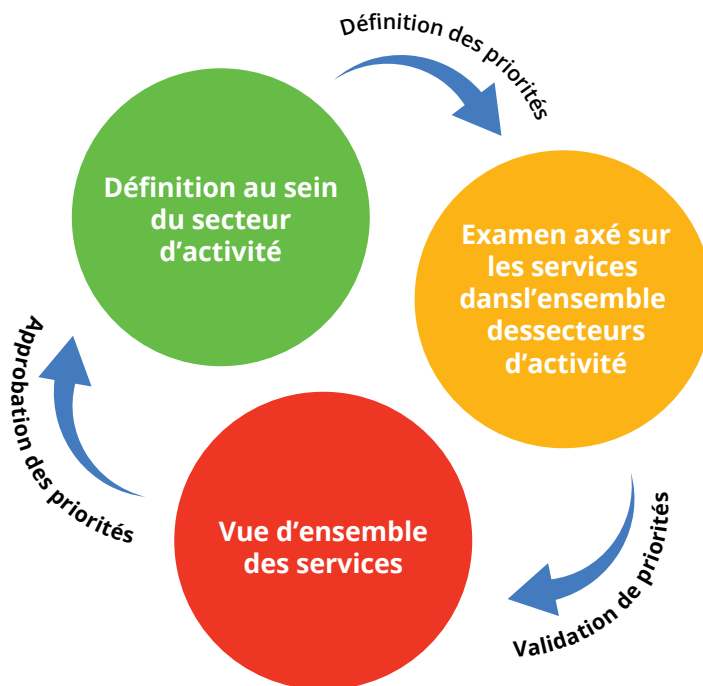 Définition des priorités
Définition au sein
du secteur
d’activité
Examen axé sur
les services
dansl’ensemble
dessecteurs
d’activité
Validation de priorités
Vue d’ensemble
des services
Approbation des priorités